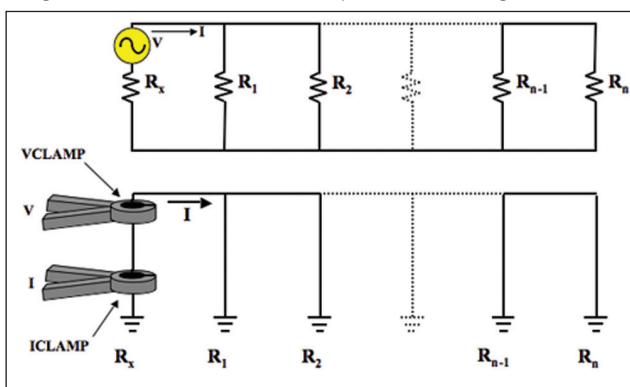 V I
Rx R1 R2 Rn-1 Rn
VCLAMP
V I
I
ICLAMP
Rx R1 R2 Rn-1 Rn